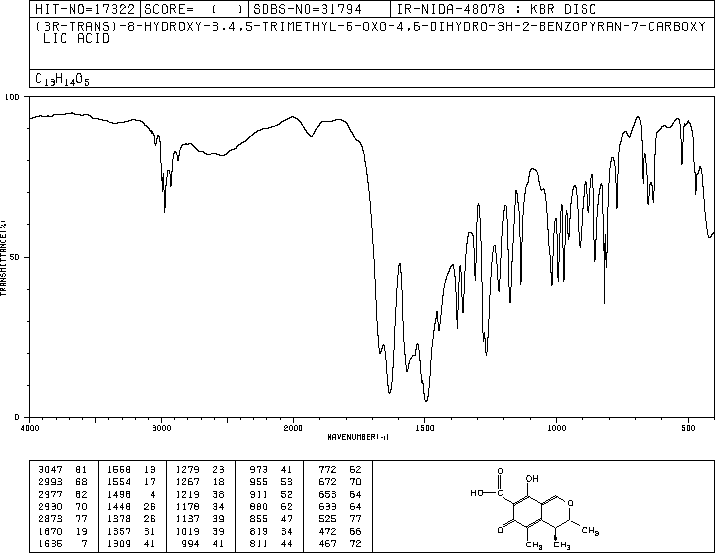 HIT-NO=17322 SCORE= ( ) SDBS-NO=31794 IR-NIDA-48078 : KBR DISC
(3R-TRANS)-8-HYDROXY-3,4,5-TRIMETHYL-6-OXO-4,6-DIHYDRO-3H-2-BENZOPYRAN-7-CARBOXY
LIC ACID
C13H14O5
100
50
0
TRANSMITTANCE(%)
4000 3000 2000 1500 1000 500
WAVENUMBER(-1)
3047 81 1568 13 1279 23 973 41 772 62
2993 68 1554 17 1267 18 955 53 672 70
2977 62 1498 4 1219 38 911 52 653 64
2930 70 1448 26 1178 34 880 62 633 64
2873 77 1378 26 1137 39 855 47 525 77
1670 19 1357 31 1019 39 819 34 472 66
1635 7 1309 41 994 41 811 44 467 72
O OH
HO O
O CH3
CH3 CH3